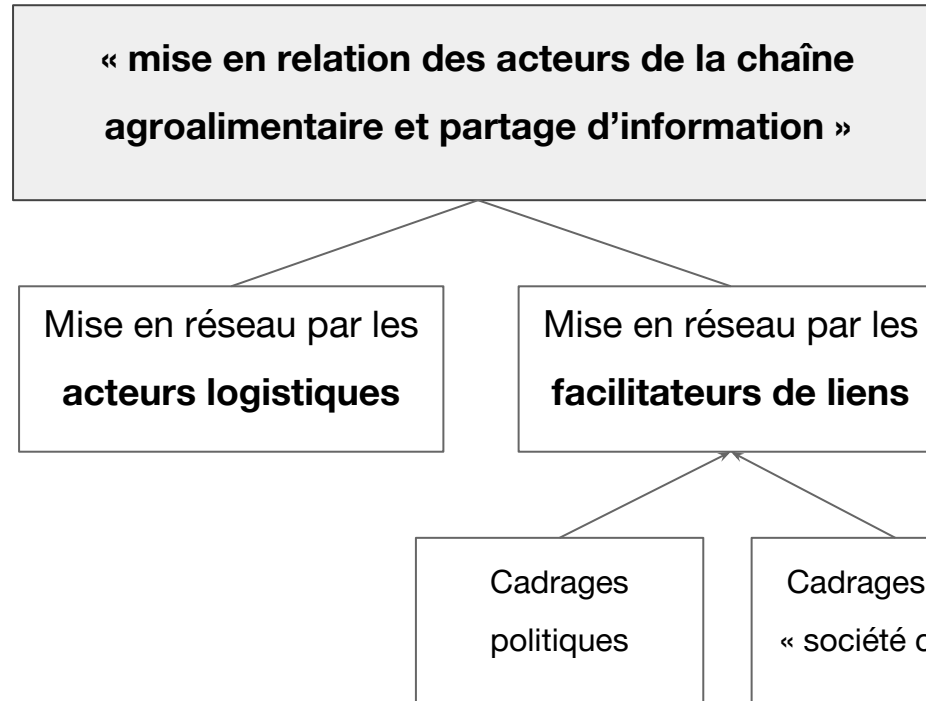 « mise en relation des acteurs de la chaîne
agroalimentaire et partage d’information »
Mise en réseau par les
acteurs logistiques
Mise en réseau par les
facilitateurs de liens
Cadrages
politiques
Cadrages
« société